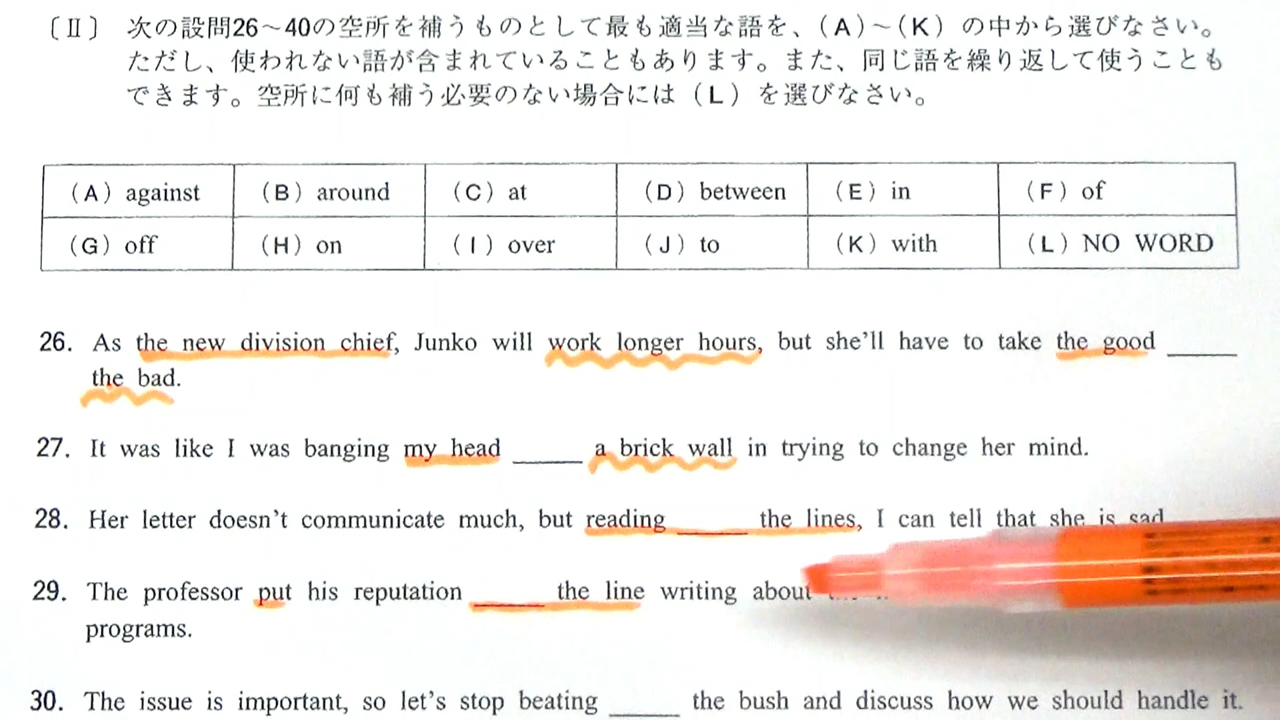 〔Ⅱ〕 次の設問26～40の空所を補うものとして最も適当な語を、（A）～（K）の中から選びなさい。
ただし、使われない語が含まれていることもあります。また、同じ語を繰り返して使うことも
できます。空所に何も補う必要のない場合には（L）を選びなさい。
（A）against （B）around （C）at （D）between （E）in （F）of
（G）off （H）on （I）over （J）to （K）with （L）NO WORD
26. As the new division chief, Junko will work longer hours, but she'll have to take the good _____
the bad.
27. It was like I was banging my head _____ a brick wall in trying to change her mind.
28. Her letter doesn't communicate much, but reading _____ the lines, I can tell that she is sad
29. The professor put his reputation _____ the line writing about
programs.
30. The issue is important, so let's stop beating _____ the bush and discuss how we should handle it.